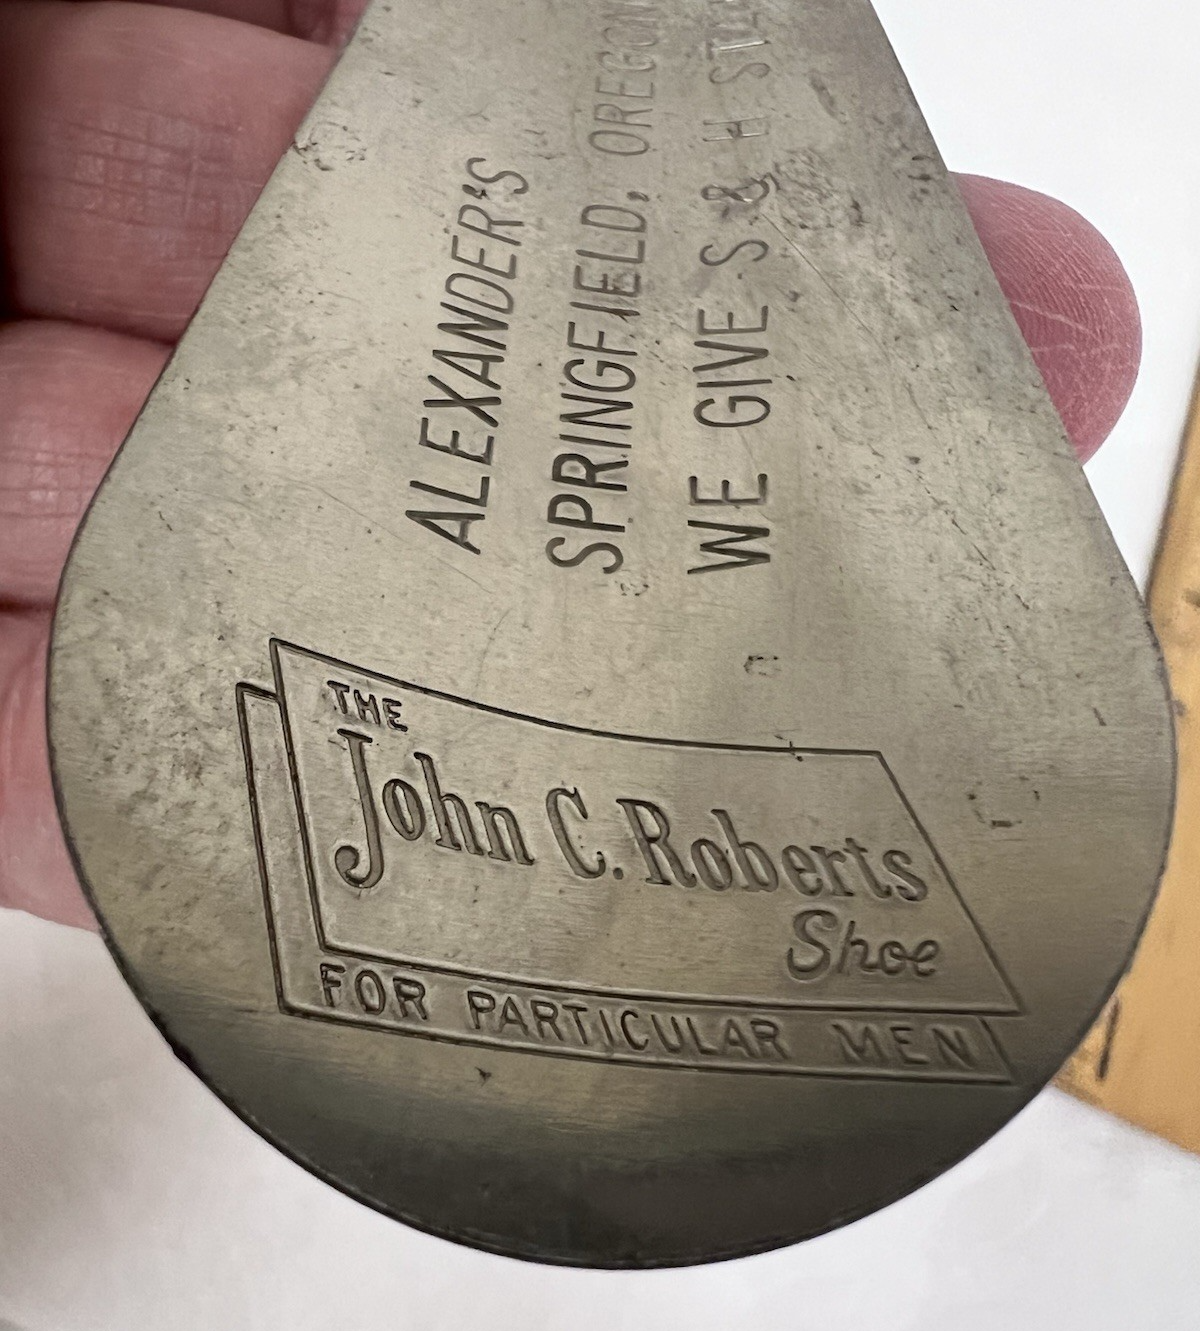 ALEXANDER'S
SPRINGFIELD, OREGON
WE GIVE S & H
THE
John C. Roberts
Shoe
FOR PARTICULAR MEN